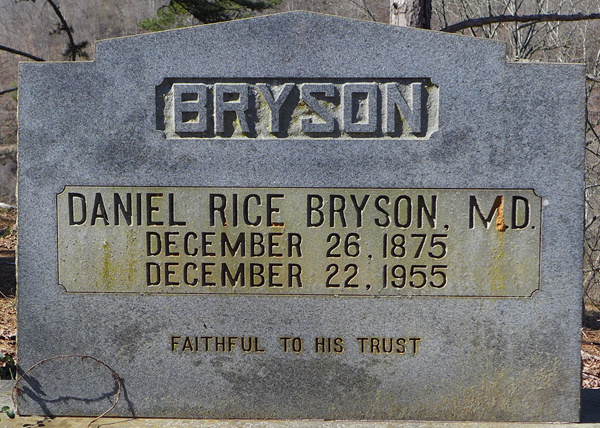 BRYSON
DANIEL RICE BRYSON, M.D.
DECEMBER 26, 1875
DECEMBER 22, 1955
FAITHFUL TO HIS TRUST